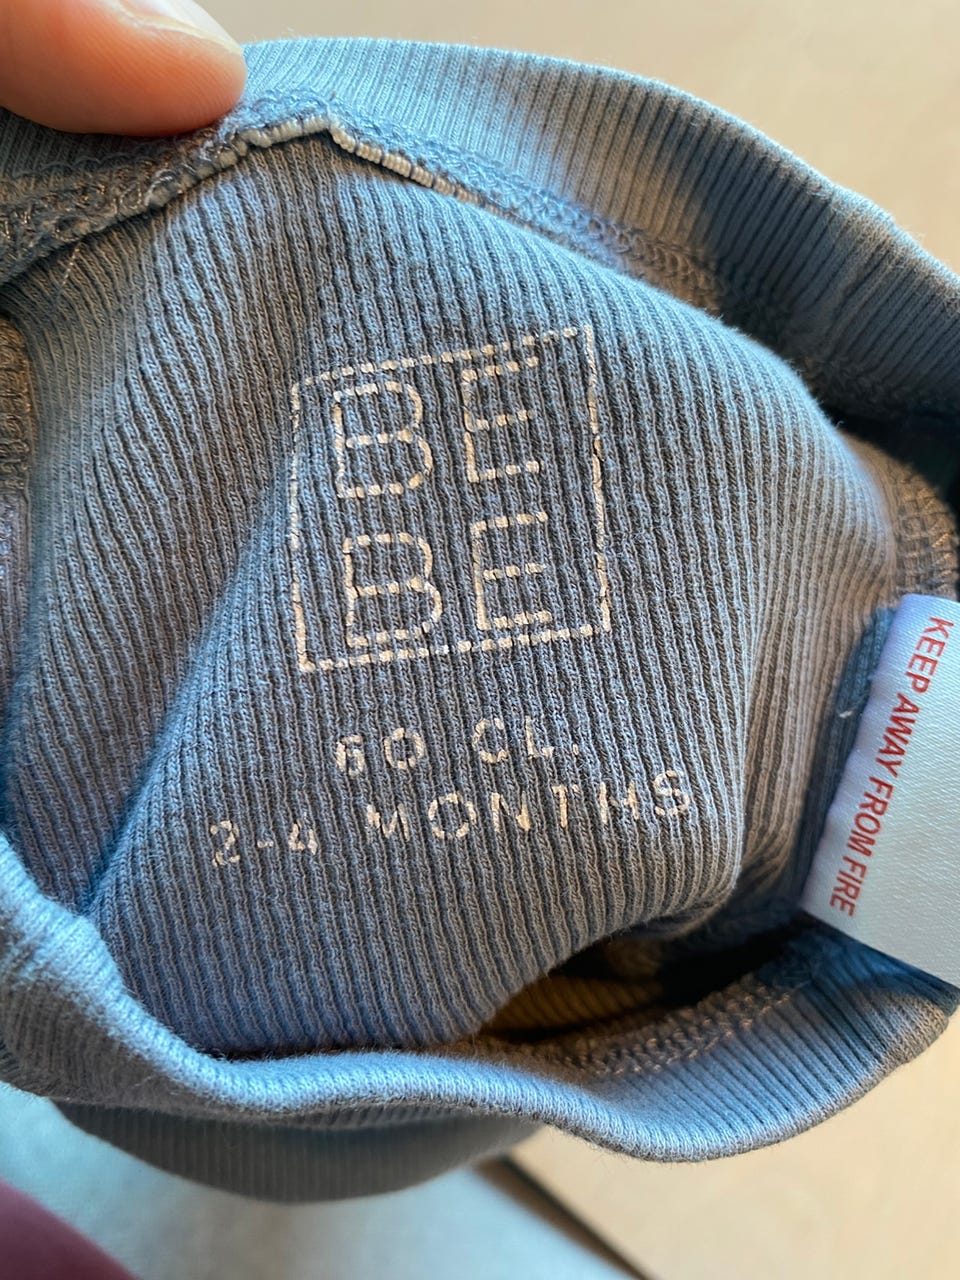 BE
BE
60 CL.
2-4 MONTHS
KEEP AWAY FROM FIRE